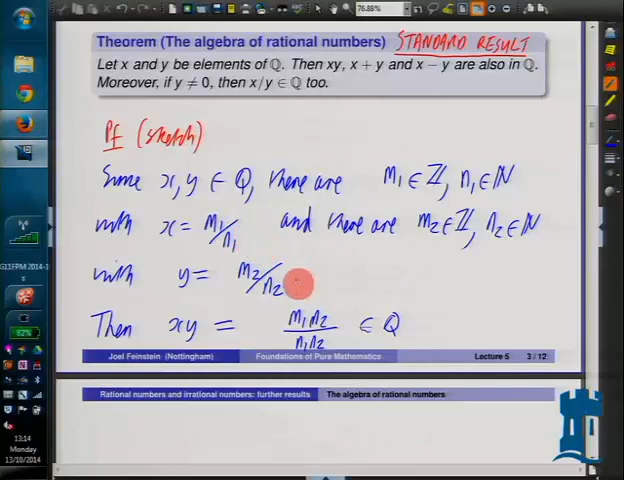 76.88%
Theorem (The algebra of rational numbers) STANDARD RESULT
Let x and y be elements of ℚ. Then xy, x + y and x − y are also in ℚ.
Moreover, if y ≠ 0, then x/y ∈ ℚ too.
Pf (sketch)
Since x, y ∈ ℚ, there are m₁ ∈ ℤ, n₁ ∈ ℕ
with x = m₁/n₁ and there are m₂ ∈ ℤ, n₂ ∈ ℕ
with y = m₂/n₂
Then xy = m₁m₂/n₁n₂ ∈ ℚ
Joel Feinstein (Nottingham) Foundations of Pure Mathematics Lecture 5 3 / 12
Rational numbers and irrational numbers: further results The algebra of rational numbers
G11FPM 2014-1
82%
13:14
Monday
13/10/2014